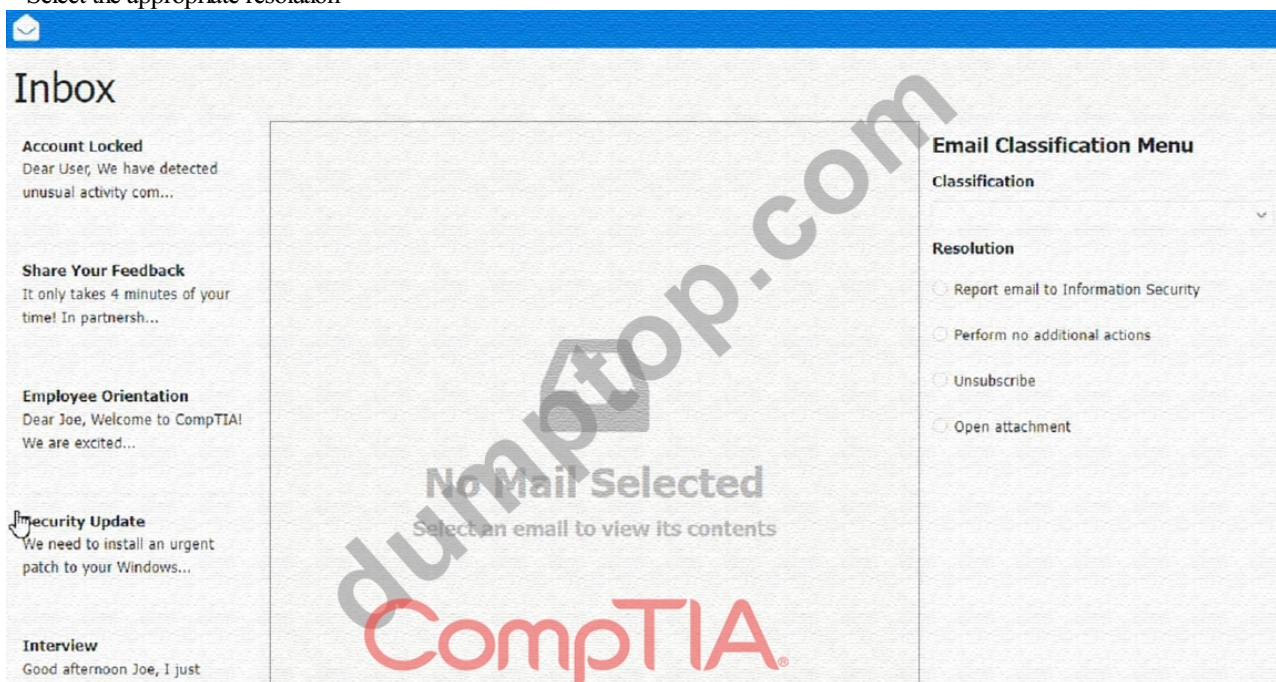 Select the appropriate resolution
Inbox
Account Locked
Dear User, We have detected
unusual activity com...
Share Your Feedback
It only takes 4 minutes of your
time! In partnersh...
Employee Orientation
Dear Joe, Welcome to CompTIA!
We are excited...
Security Update
We need to install an urgent
patch to your Windows...
Interview
Good afternoon Joe, I just
No Mail Selected
Select an email to view its contents
CompTIA®
dumptop.com
Email Classification Menu
Classification
Resolution
Report email to Information Security
Perform no additional actions
Unsubscribe
Open attachment